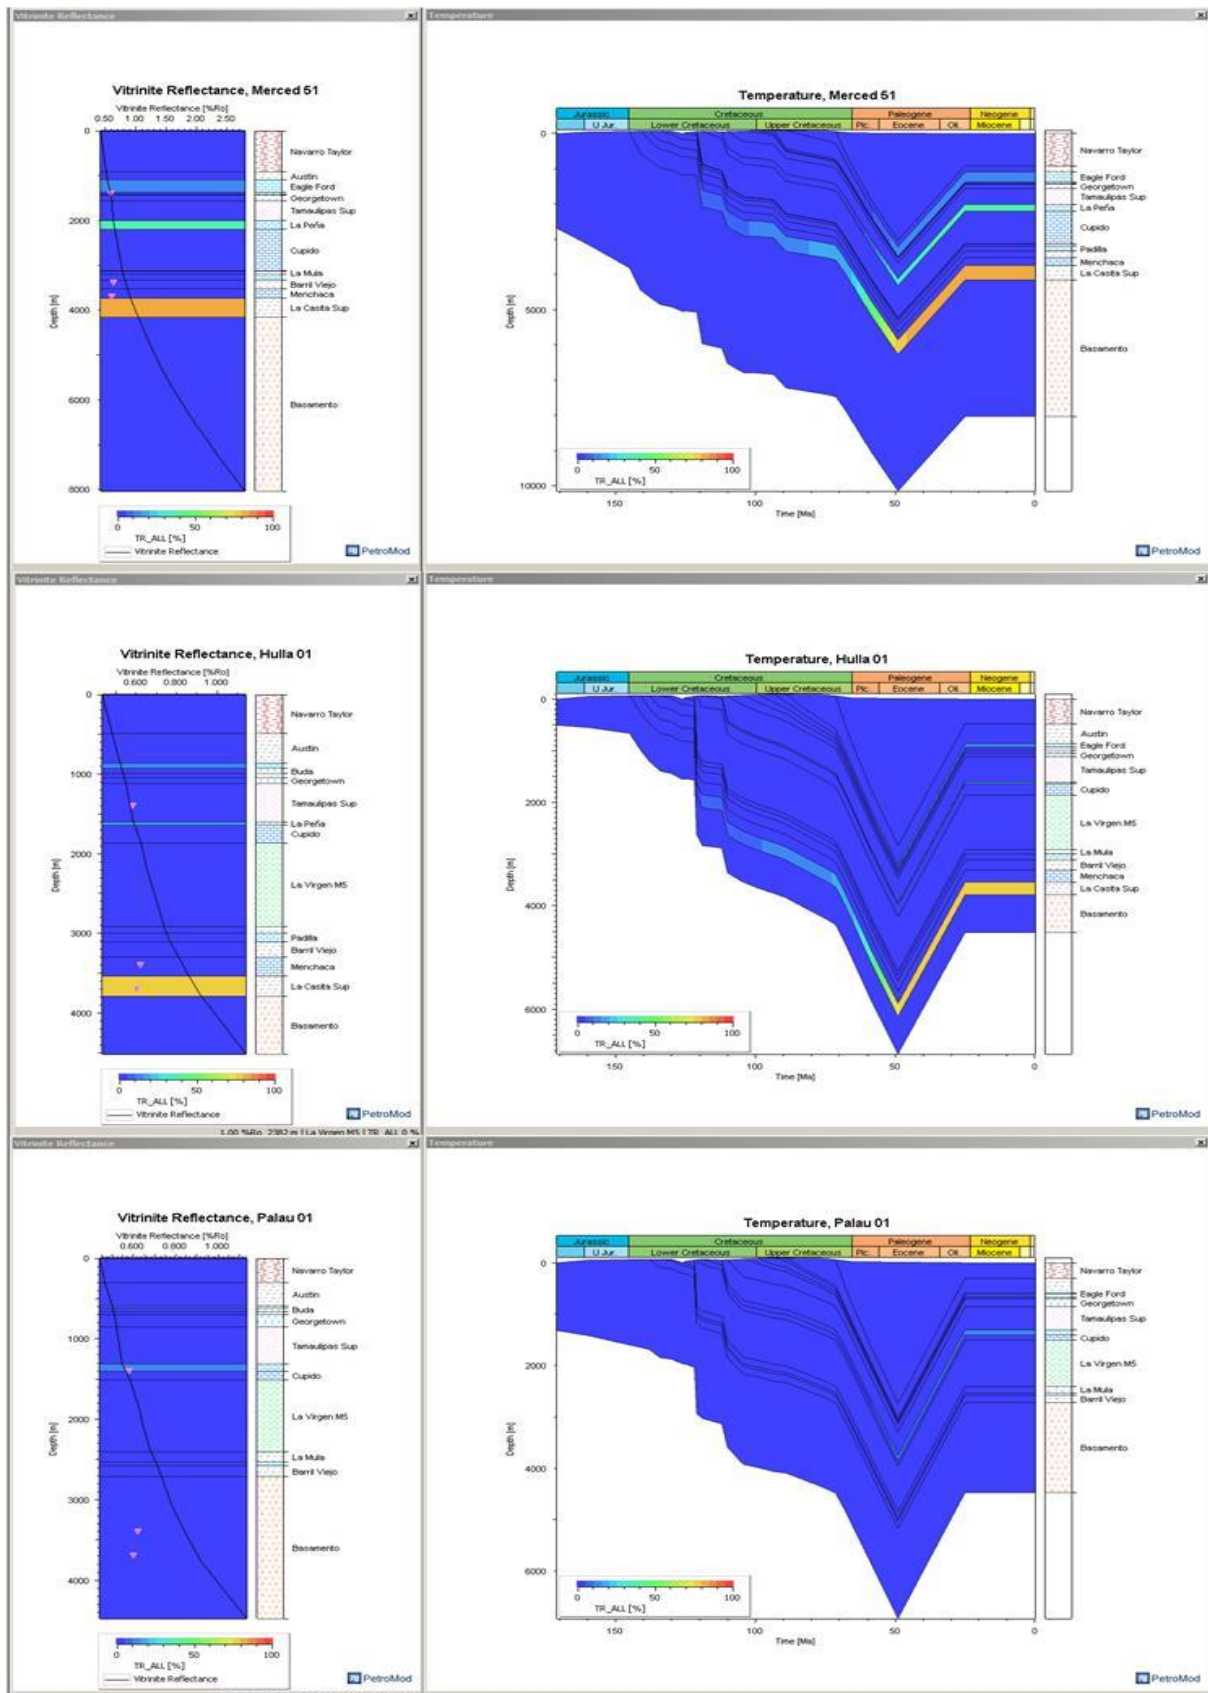 Vitrinite Reflectance
Temperature
Vitrinite Reflectance, Merced 51
Vitrinite Reflectance [%Ro]
0.50 1.00 1.50 2.00 2.50
0
2000
4000
6000
8000
Depth [m]
Navarro Taylor
Austin
Eagle Ford
Georgetown
Tamaulipas Sup
La Peña
Cupido
La Mula
Barril Viejo
Menchaca
La Casita Sup
Basamento
0 50 100
TR_ALL [%]
Vitrinite Reflectance
PetroMod
Temperature, Merced 51
Jurassic Cretaceous Paleogene Neogene
U Jur. Lower Cretaceous Upper Cretaceous Plc. Eocene Oli. Miocene
0
5000
10000
Depth [m]
Navarro Taylor
Eagle Ford
Georgetown
Tamaulipas Sup
La Peña
Cupido
Padilla
Menchaca
La Casita Sup
Basamento
0 50 100
TR_ALL [%]
150 100 50 0
Time [Ma]
PetroMod
Vitrinite Reflectance
Temperature
Vitrinite Reflectance, Hulla 01
Vitrinite Reflectance [%Ro]
0.600 0.800 1.000
0
1000
2000
3000
4000
Depth [m]
Navarro Taylor
Austin
Buda
Georgetown
Tamaulipas Sup
La Peña
Cupido
La Virgen MS
Padilla
Barril Viejo
Menchaca
La Casita Sup
Basamento
0 50 100
TR_ALL [%]
Vitrinite Reflectance
PetroMod
1.00 %Ro 2382 m | La Virgen MS | TR_ALL 0 %
Temperature, Hulla 01
Jurassic Cretaceous Paleogene Neogene
U Jur. Lower Cretaceous Upper Cretaceous Plc. Eocene Oli. Miocene
0
2000
4000
6000
Depth [m]
Navarro Taylor
Austin
Eagle Ford
Georgetown
Tamaulipas Sup
Cupido
La Virgen MS
La Mula
Barril Viejo
Menchaca
La Casita Sup
Basamento
0 50 100
TR_ALL [%]
150 100 50 0
Time [Ma]
PetroMod
Vitrinite Reflectance
Temperature
Vitrinite Reflectance, Palau 01
Vitrinite Reflectance [%Ro]
0.600 0.800 1.000
0
1000
2000
3000
4000
Depth [m]
Navarro Taylor
Austin
Buda
Georgetown
Tamaulipas Sup
Cupido
La Virgen MS
La Mula
Barril Viejo
Basamento
0 50 100
TR_ALL [%]
Vitrinite Reflectance
PetroMod
Temperature, Palau 01
Jurassic Cretaceous Paleogene Neogene
U Jur. Lower Cretaceous Upper Cretaceous Plc. Eocene Oli. Miocene
0
2000
4000
6000
Depth [m]
Navarro Taylor
Eagle Ford
Georgetown
Tamaulipas Sup
Cupido
La Virgen MS
La Mula
Barril Viejo
Basamento
0 50 100
TR_ALL [%]
150 100 50 0
Time [Ma]
PetroMod